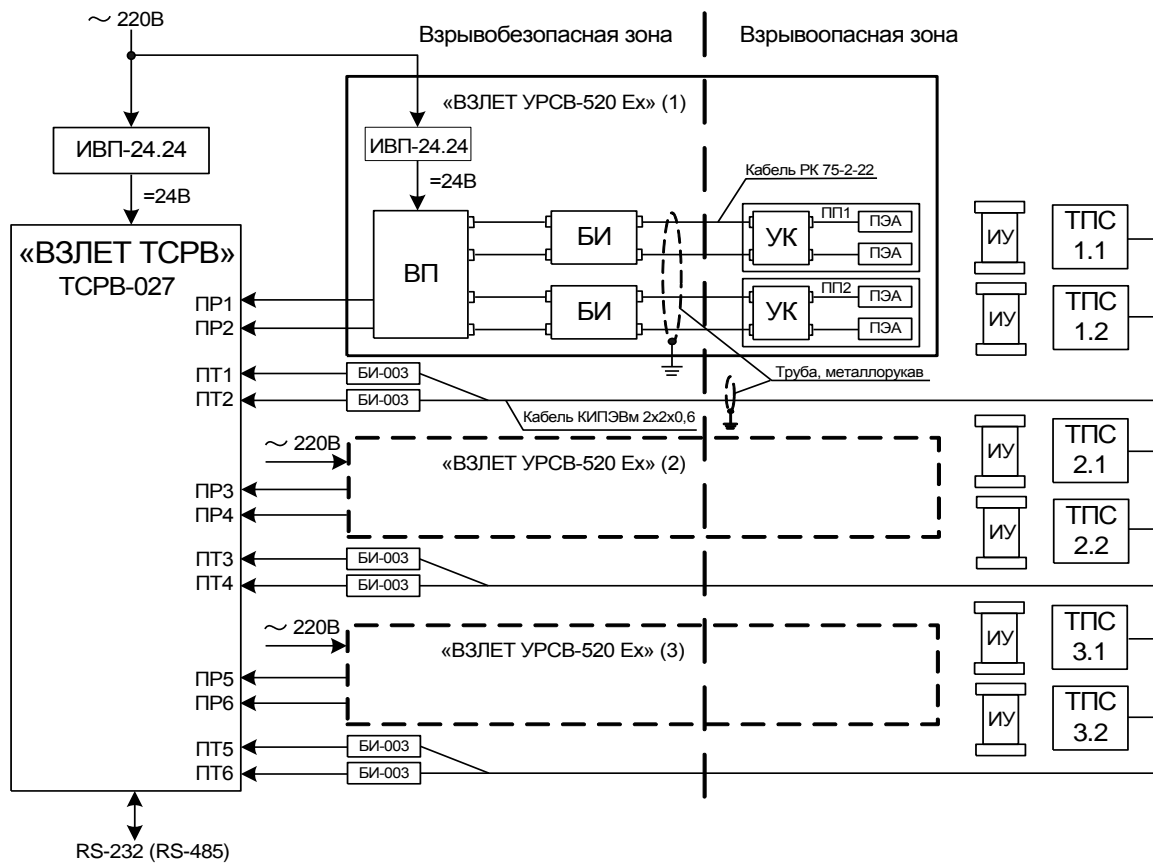 ～ 220В
Взрывобезопасная зона
Взрывоопасная зона
«ВЗЛЕТ УРСВ-520 Ex» (1)
ИВП-24.24
ИВП-24.24
=24В
=24В
Кабель РК 75-2-22
«ВЗЛЕТ ТСРВ»
ТСРВ-027
ВП
БИ
БИ
УК
ПП1
ПЭА
ПЭА
УК
ПП2
ПЭА
ПЭА
ИУ
ТПС
1.1
ИУ
ТПС
1.2
ПР1
ПР2
ПТ1
БИ-003
ПТ2
БИ-003
Труба, металлорукав
Кабель КИПЭВм 2х2х0,6
～ 220В
«ВЗЛЕТ УРСВ-520 Ex» (2)
ИУ
ТПС
2.1
ПР3
ПР4
ИУ
ТПС
2.2
ПТ3
БИ-003
ПТ4
БИ-003
～ 220В
«ВЗЛЕТ УРСВ-520 Ex» (3)
ИУ
ТПС
3.1
ПР5
ПР6
ИУ
ТПС
3.2
ПТ5
БИ-003
ПТ6
БИ-003
RS-232 (RS-485)